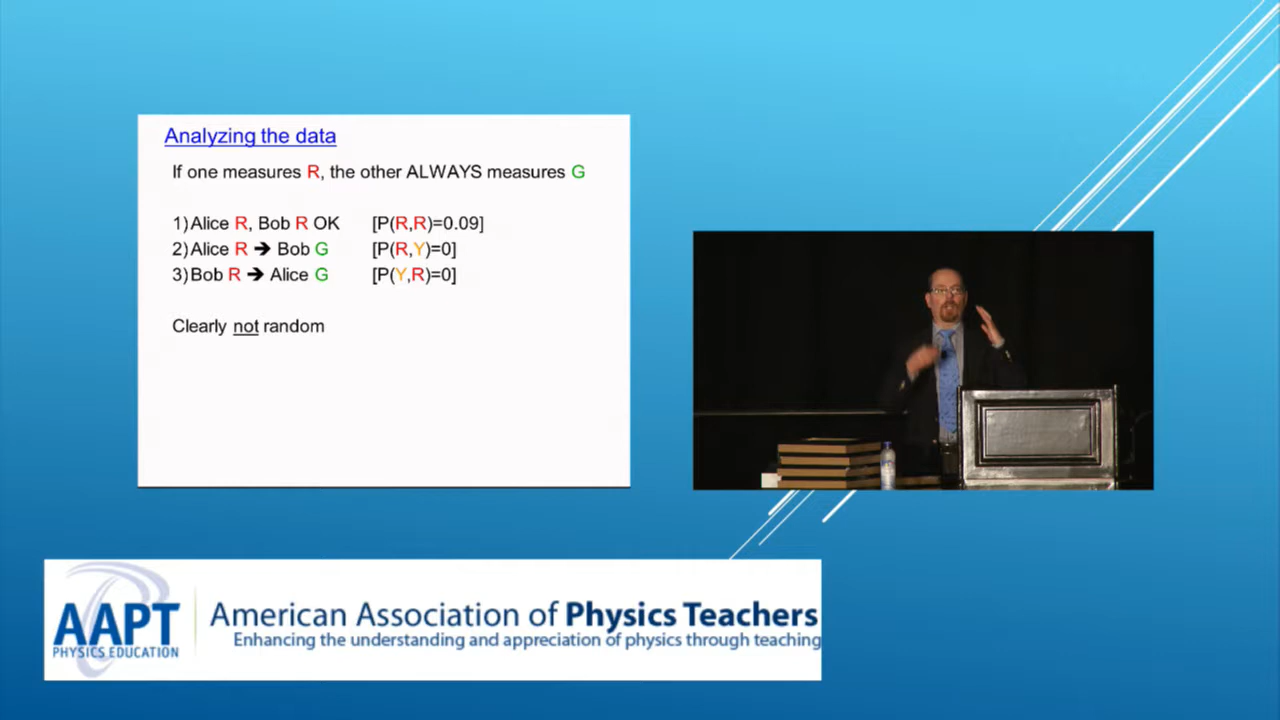 Analyzing the data
If one measures R, the other ALWAYS measures G
1) Alice R, Bob R OK [P(R,R)=0.09]
2) Alice R ➔ Bob G [P(R,Y)=0]
3) Bob R ➔ Alice G [P(Y,R)=0]
Clearly not random
AAPT
PHYSICS EDUCATION
American Association of Physics Teachers
Enhancing the understanding and appreciation of physics through teaching